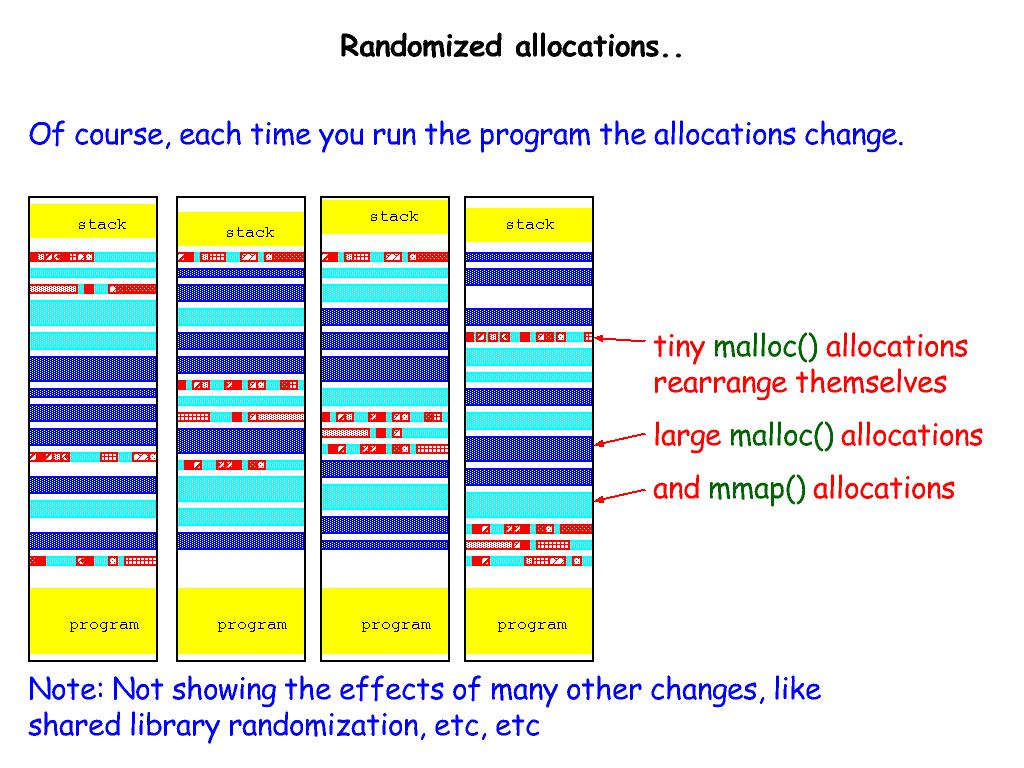 Randomized allocations..
Of course, each time you run the program the allocations change.
stack
stack
stack
stack
tiny malloc() allocations
rearrange themselves
large malloc() allocations
and mmap() allocations
program
program
program
program
Note: Not showing the effects of many other changes, like
shared library randomization, etc, etc